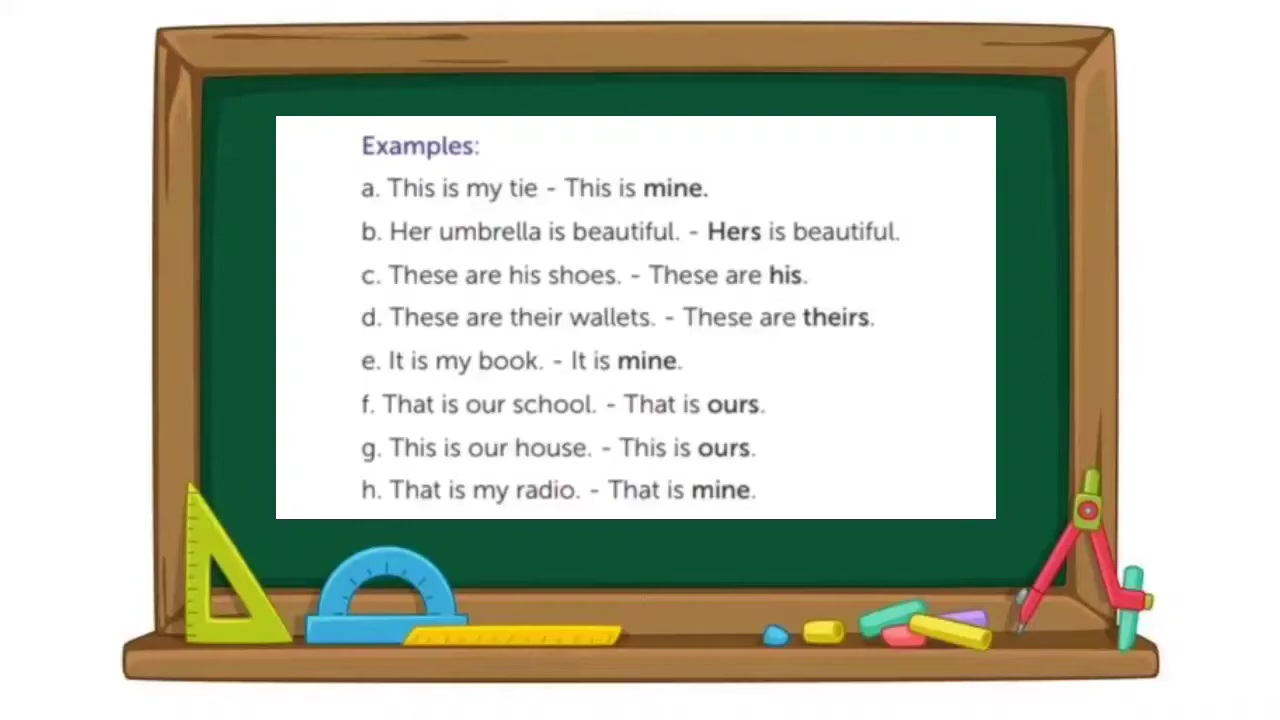 Examples:
a. This is my tie - This is mine.
b. Her umbrella is beautiful. - Hers is beautiful.
c. These are his shoes. - These are his.
d. These are their wallets. - These are theirs.
e. It is my book. - It is mine.
f. That is our school. - That is ours.
g. This is our house. - This is ours.
h. That is my radio. - That is mine.